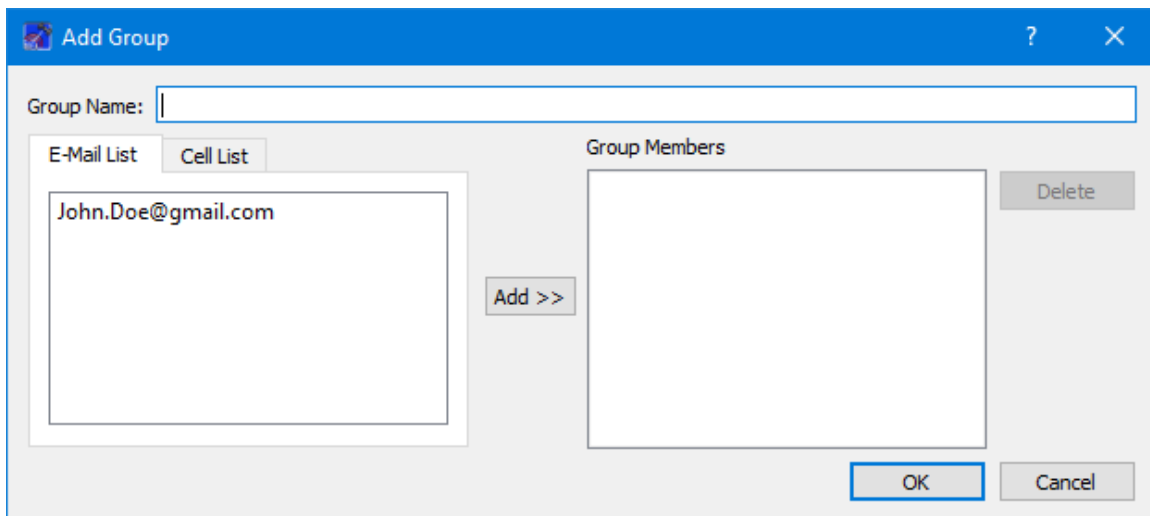 Add Group
Group Name:
E-Mail List
Cell List
Group Members
John.Doe@gmail.com
Delete
Add >>
OK
Cancel